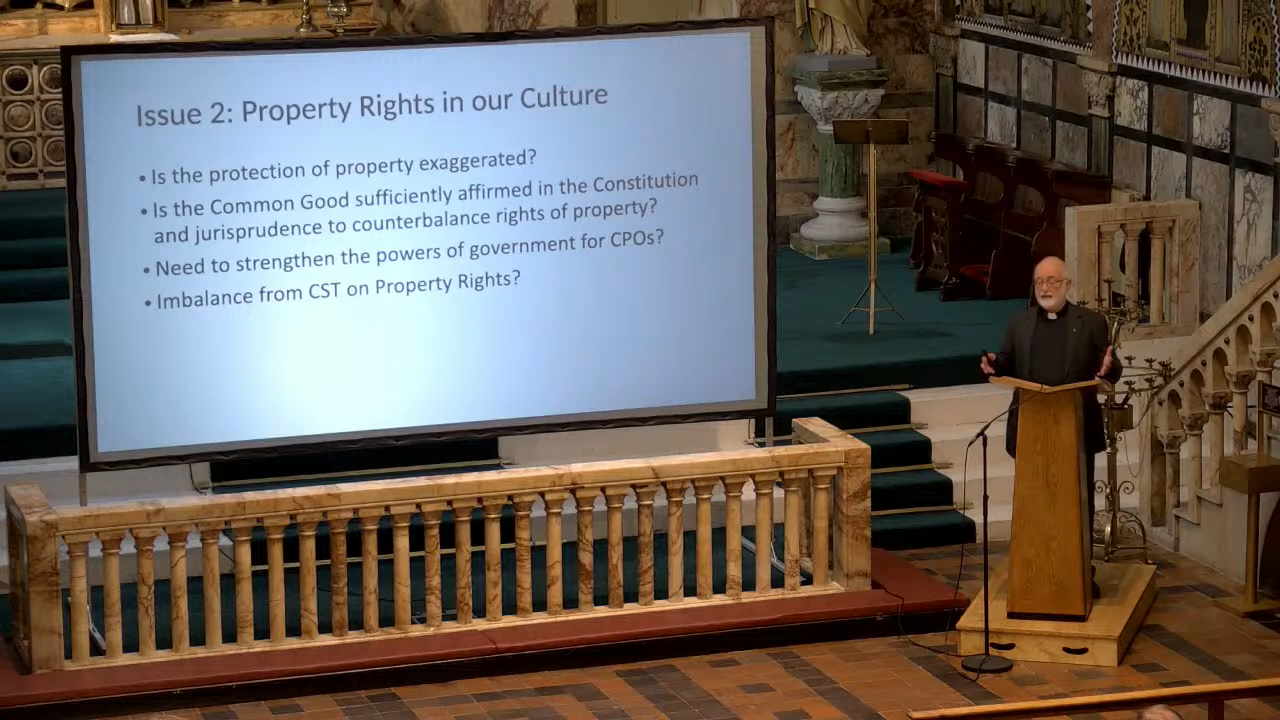 Issue 2: Property Rights in our Culture
• Is the protection of property exaggerated?
• Is the Common Good sufficiently affirmed in the Constitution
and jurisprudence to counterbalance rights of property?
• Need to strengthen the powers of government for CPOs?
• Imbalance from CST on Property Rights?